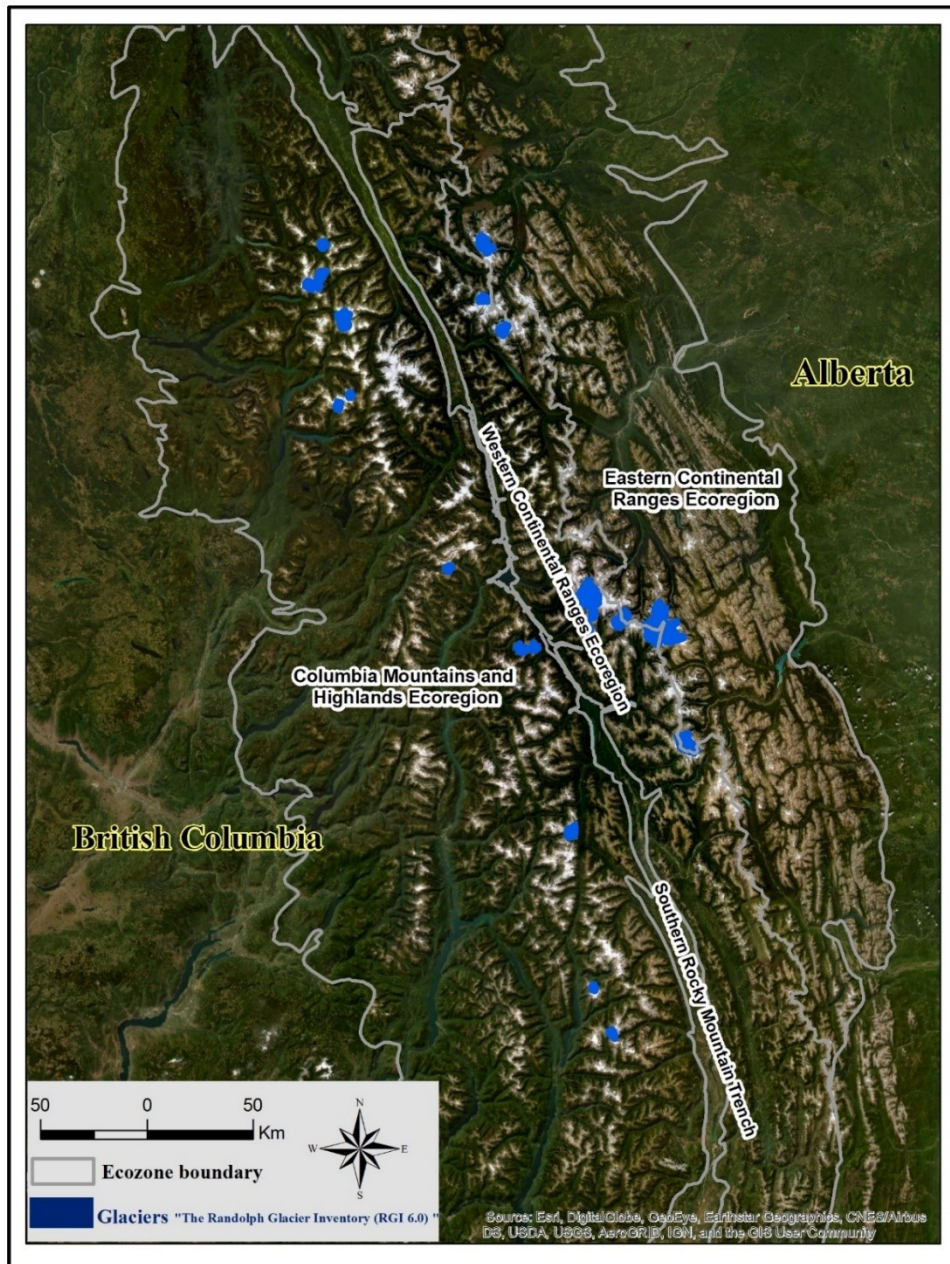 Alberta
Western Continental Ranges Ecoregion
Eastern Continental
Ranges Ecoregion
Columbia Mountains and
Highlands Ecoregion
British Columbia
Southern Rocky Mountain Trench
50 0 50
Km
N
W E
S
Ecozone boundary
Glaciers "The Randolph Glacier Inventory (RGI 6.0) "
Source: Esri, DigitalGlobe, GeoEye, Earthstar Geographics, CNES/Airbus
DS, USDA, USGS, AeroGRID, IGN, and the GIS User Community